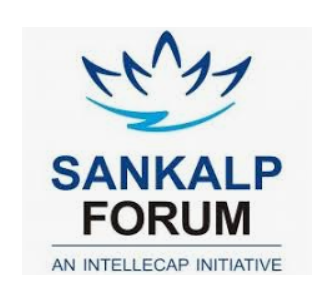 SANKALP
FORUM
AN INTELLECAP INITIATIVE